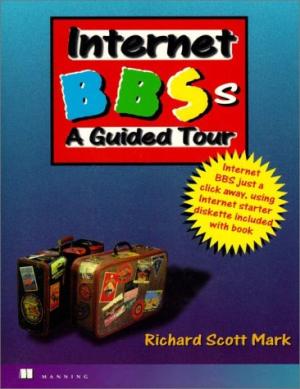 Internet
BBSs
A Guided Tour
Internet
BBS just a
click away, using
Internet starter
diskette included
with book
Richard Scott Mark
MANNING